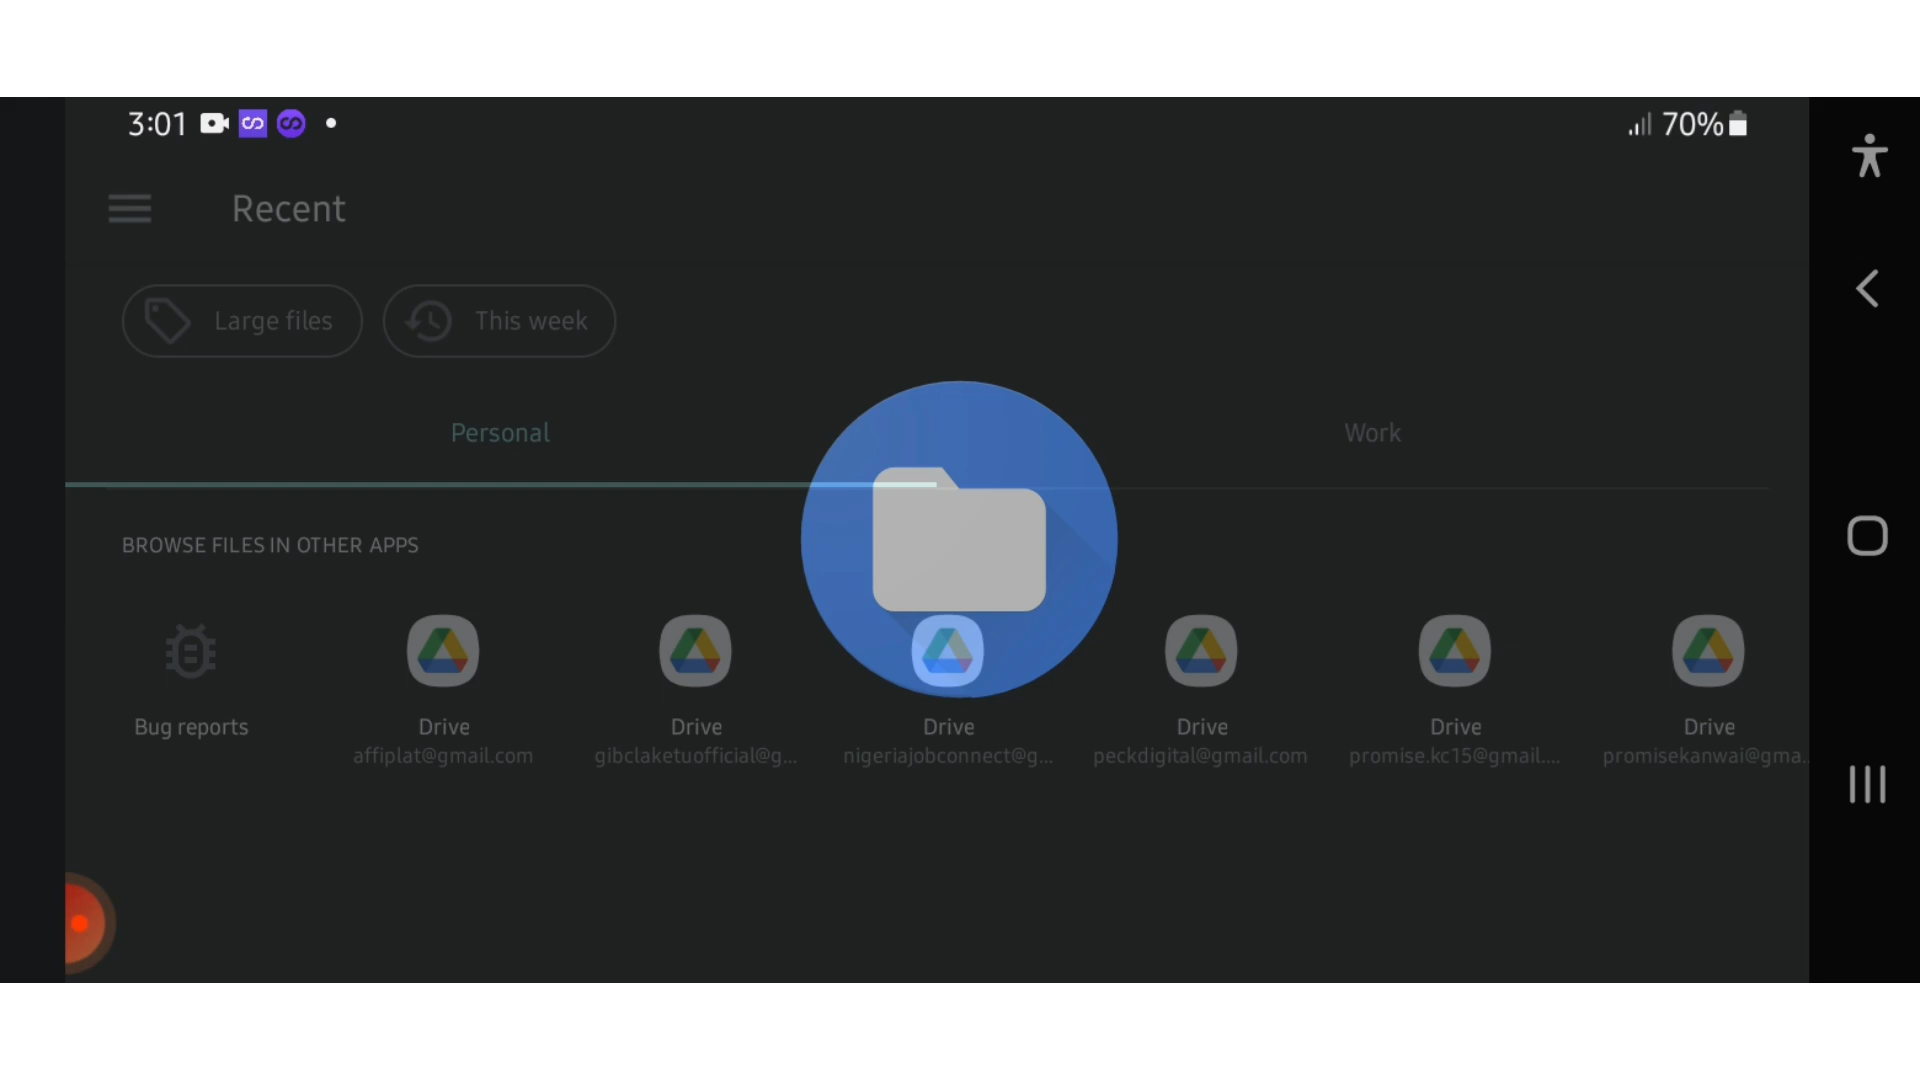 3:01
70%
Recent
Large files
This week
Personal
Work
BROWSE FILES IN OTHER APPS
Bug reports
Drive
affiplat@gmail.com
Drive
gibclaketuofficial@g...
Drive
nigeriajobconnect@g...
Drive
peckdigital@gmail.com
Drive
promise.kc15@gmail....
Drive
promisekanwai@gma..